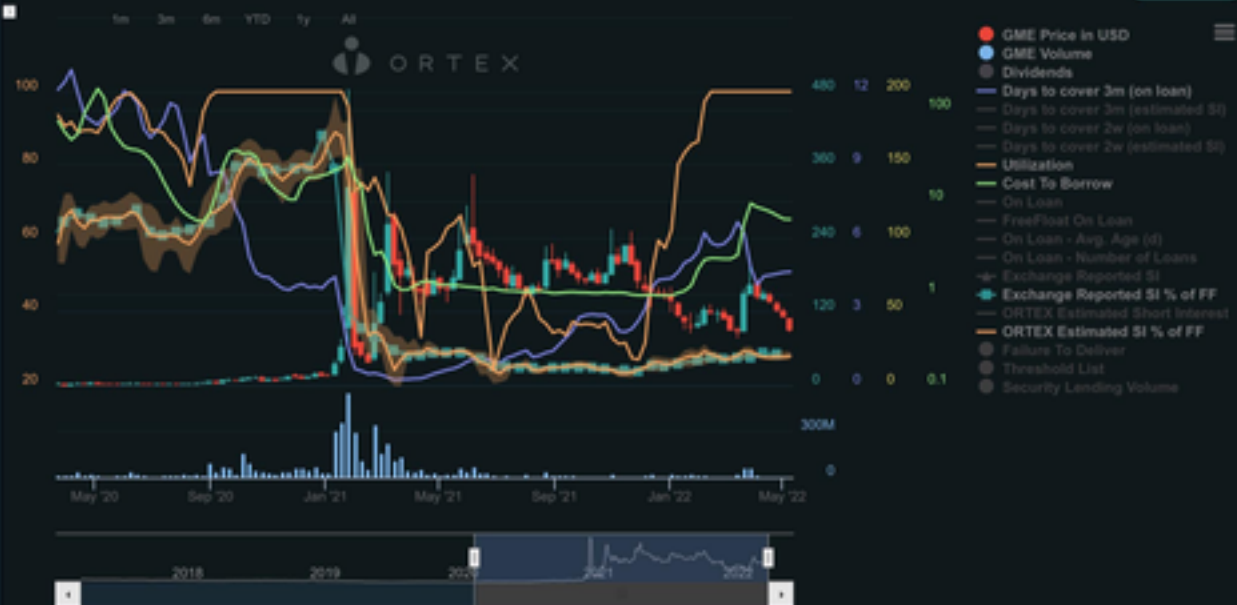 1m 3m 6m YTD 1y All
ORTEX
GME Price in USD
GME Volume
Dividends
Days to cover 3m (on loan)
Days to cover 3m (estimated SI)
Days to cover 2w (on loan)
Days to cover 2w (estimated SI)
Utilization
Cost To Borrow
On Loan
FreeFloat On Loan
On Loan - Avg. Age (d)
On Loan - Number of Loans
Exchange Reported SI
Exchange Reported SI % of FF
ORTEX Estimated Short Interest
ORTEX Estimated SI % of FF
Failure To Deliver
Threshold List
Security Lending Volume
100 480 12 200
100
80 360 9 150
10
60 240 6 100
1
40 120 3 50
20 0 0 0 0.1
300M
0
May '20 Sep '20 Jan '21 May '21 Sep '21 Jan '22 May '22
2018 2019 2020 2021 2022